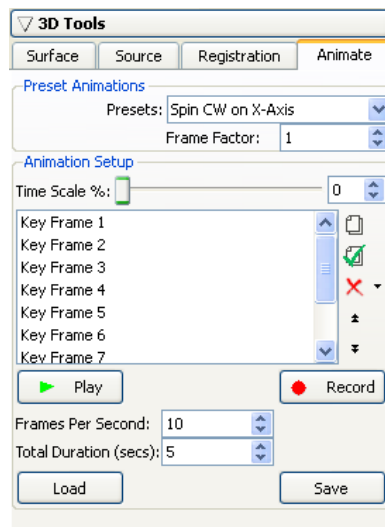 3D Tools
Surface Source Registration Animate
Preset Animations
Presets: Spin CW on X-Axis
Frame Factor: 1
Animation Setup
Time Scale %: 0
Key Frame 1
Key Frame 2
Key Frame 3
Key Frame 4
Key Frame 5
Key Frame 6
Key Frame 7
Play Record
Frames Per Second: 10
Total Duration (secs): 5
Load Save